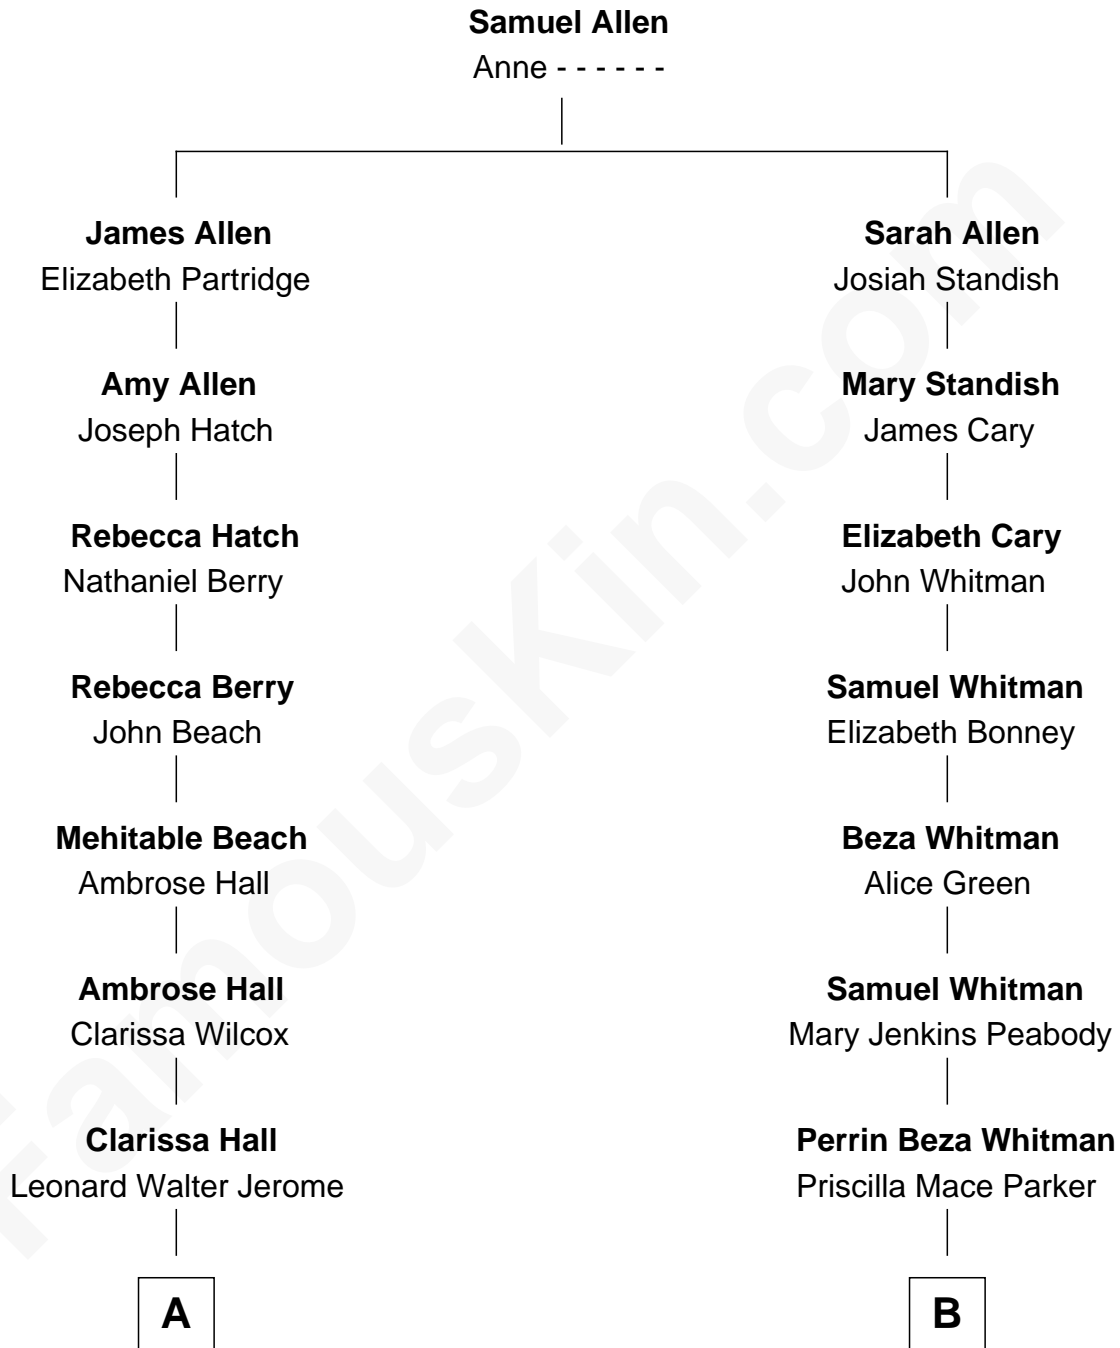 Samuel Allen
Anne - - - - - -
James Allen
Elizabeth Partridge
Sarah Allen
Josiah Standish
Amy Allen
Joseph Hatch
Mary Standish
James Cary
Rebecca Hatch
Nathaniel Berry
Elizabeth Cary
John Whitman
Rebecca Berry
John Beach
Samuel Whitman
Elizabeth Bonney
Mehitable Beach
Ambrose Hall
Beza Whitman
Alice Green
Ambrose Hall
Clarissa Wilcox
Samuel Whitman
Mary Jenkins Peabody
Clarissa Hall
Leonard Walter Jerome
Perrin Beza Whitman
Priscilla Mace Parker
A
B
FamousKin.com